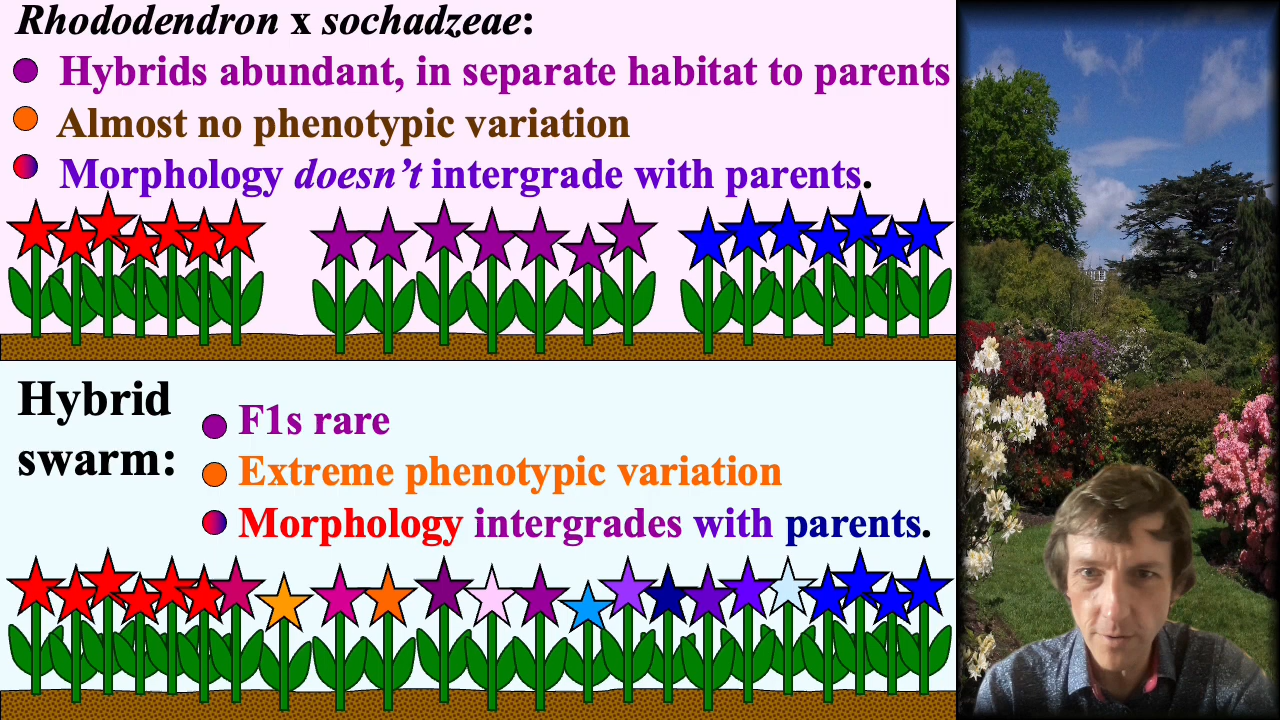 Rhododendron x sochadzeae:
Hybrids abundant, in separate habitat to parents
Almost no phenotypic variation
Morphology doesn't intergrade with parents.
Hybrid
swarm:
F1s rare
Extreme phenotypic variation
Morphology intergrades with parents.